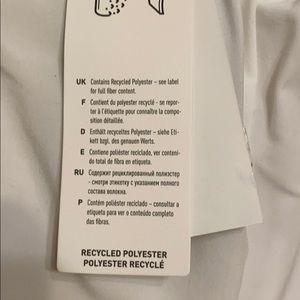 UK Contains Recycled Polyester – see label
for full fiber content.
F Contient du polyester recyclé - se repor-
ter à l'étiquette pour connaître la compo-
sition détaillée.
D Enthält recyceltes Polyester – siehe Eti-
kett bzgl. des genauen Werts.
E Contiene poliéster reciclado, ver conteni-
do total de fibra en etiqueta.
RU Содержит рециклированный полиэстер
- смотри этикетку с указанием полного
состава волокна.
P Contém poliéster reciclado – consultar a
etiqueta para ver o conteúdo completo
das fibras.
RECYCLED POLYESTER
POLYESTER RECYCLÉ